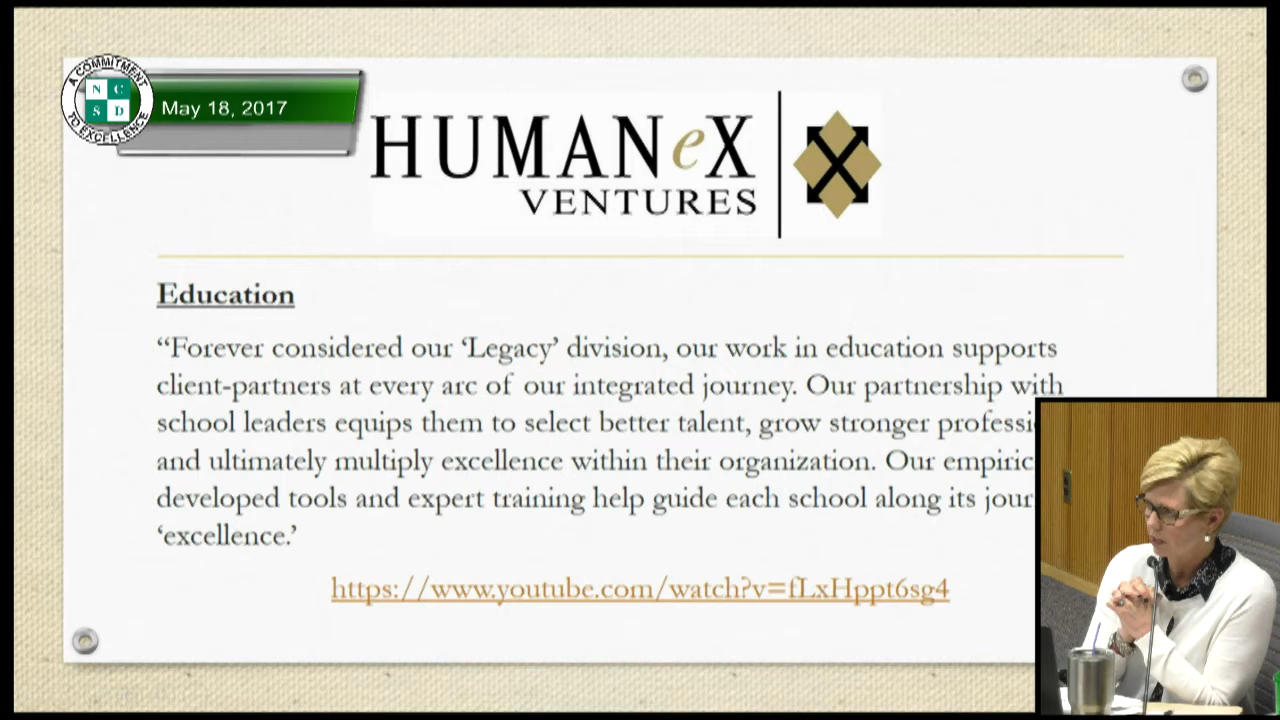 A COMMITMENT
N C
S D
TO EXCELLENCE
May 18, 2017
HUMANeX
VENTURES
Education
“Forever considered our ‘Legacy’ division, our work in education supports
client-partners at every arc of our integrated journey. Our partnership with
school leaders equips them to select better talent, grow stronger professi
and ultimately multiply excellence within their organization. Our empiric
developed tools and expert training help guide each school along its jour
‘excellence.’
https://www.youtube.com/watch?v=fLxHppt6sg4